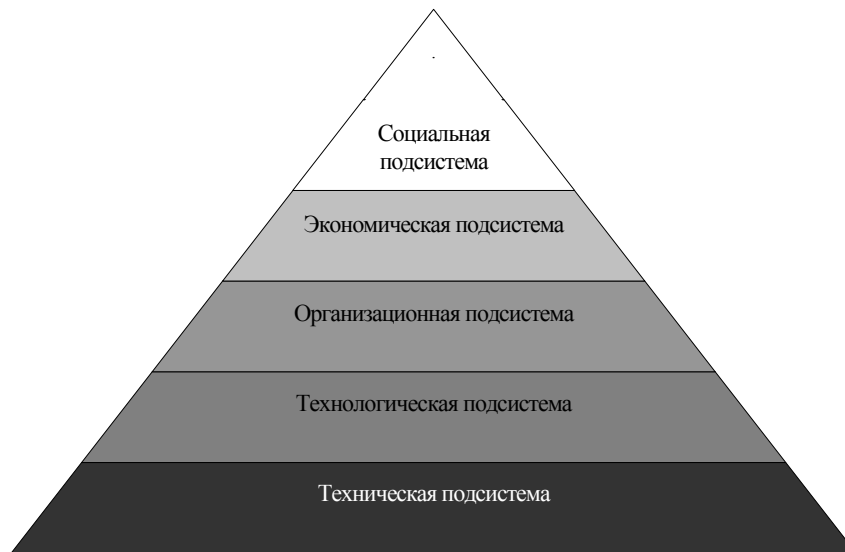 Социальная
подсистема
Экономическая подсистема
Организационная подсистема
Технологическая подсистема
Техническая подсистема